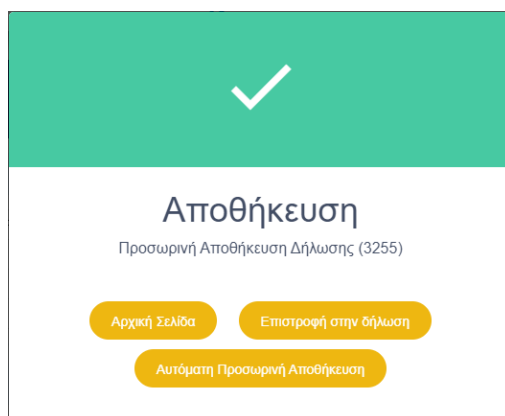 Αποθήκευση
Προσωρινή Αποθήκευση Δήλωσης (3255)
Αρχική Σελίδα
Επιστροφή στην δήλωση
Αυτόματη Προσωρινή Αποθήκευση